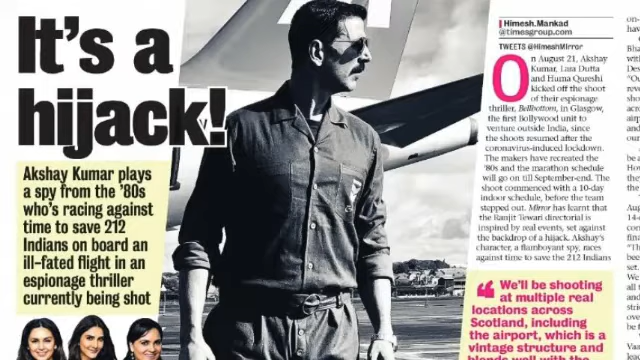 It's a
hijack!
Akshay Kumar plays
a spy from the '80s
who's racing against
time to save 212
Indians on board an
ill-fated flight in an
espionage thriller
currently being shot
Himesh.Mankad
@timesgroup.com
TWEETS @HimeshMirror
On August 21, Akshay
Kumar, Lara Dutta
and Huma Qureshi
kicked off the shoot
of their espionage
thriller, Bellbottom, in Glasgow,
the first Bollywood unit to
venture outside India, since
the shoots resumed after the
coronavirus-induced lockdown.
The makers have recreated the
'80s and the marathon schedule
will go on till September-end. The
shoot commenced with a 10-day
indoor schedule, before the team
stepped out. Mirror has learnt that
the Ranjit Tewari directorial is
inspired by real events, set against
the backdrop of a hijack. Akshay's
character, a flamboyant spy, races
against time to save the 212 Indians
“We'll be shooting
at multiple real
locations across
Scotland, including
the airport, which is a
vintage structure and
blends well with the